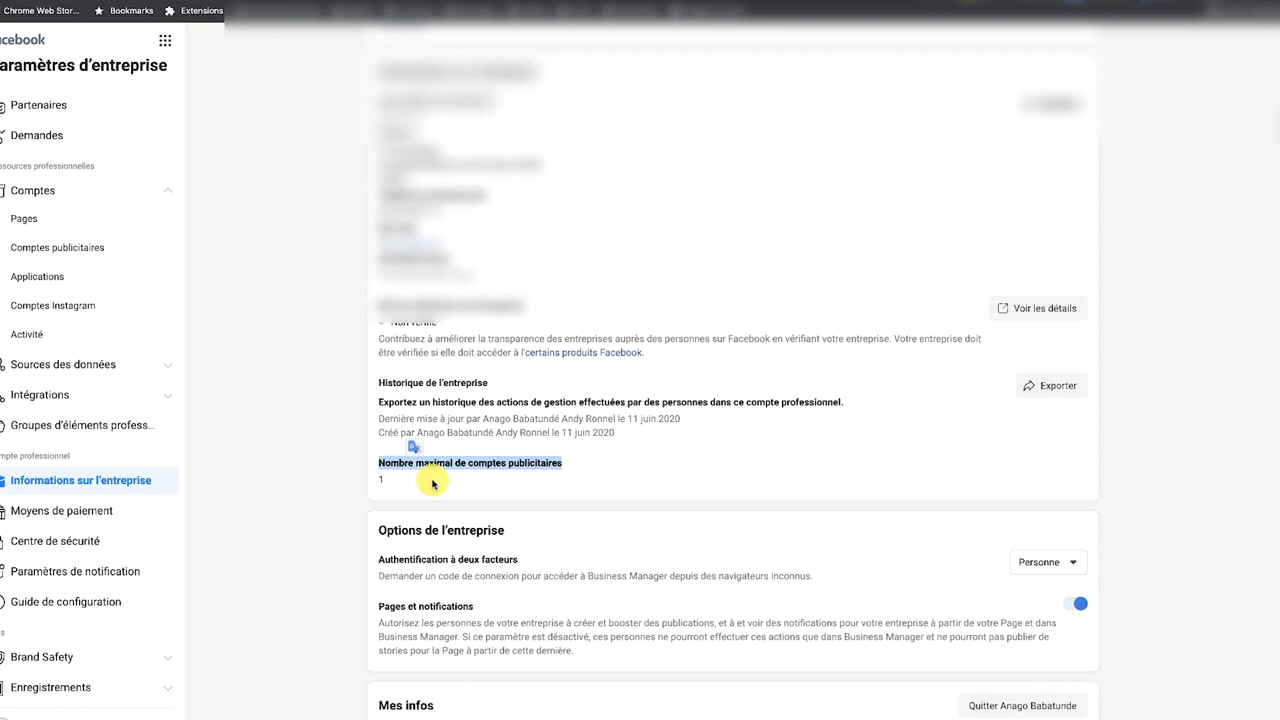 Chrome Web Stor...
Bookmarks
Extensions
cebook
aramètres d'entreprise
Partenaires
Demandes
ssources professionnelles
Comptes
Pages
Comptes publicitaires
Applications
Comptes Instagram
Activité
Sources des données
Intégrations
Groupes d'éléments profess...
mpte professionnel
Informations sur l'entreprise
Moyens de paiement
Centre de sécurité
Paramètres de notification
Guide de configuration
s
Brand Safety
Enregistrements
Voir les détails
Non vérifié
Contribuez à améliorer la transparence des entreprises auprès des personnes sur Facebook en vérifiant votre entreprise. Votre entreprise doit
être vérifiée si elle doit accéder à l'certains produits Facebook.
Historique de l'entreprise
Exporter
Exportez un historique des actions de gestion effectuées par des personnes dans ce compte professionnel.
Dernière mise à jour par Anago Babatundé Andy Ronnel le 11 juin 2020
Créé par Anago Babatundé Andy Ronnel le 11 juin 2020
Nombre maximal de comptes publicitaires
1
Options de l'entreprise
Authentification à deux facteurs
Personne
Demander un code de connexion pour accéder à Business Manager depuis des navigateurs inconnus.
Pages et notifications
Autorisez les personnes de votre entreprise à créer et booster des publications, et à et voir des notifications pour votre entreprise à partir de votre Page et dans
Business Manager. Si ce paramètre est désactivé, ces personnes ne pourront effectuer ces actions que dans Business Manager et ne pourront pas publier de
stories pour la Page à partir de cette dernière.
Mes infos
Quitter Anago Babatunde